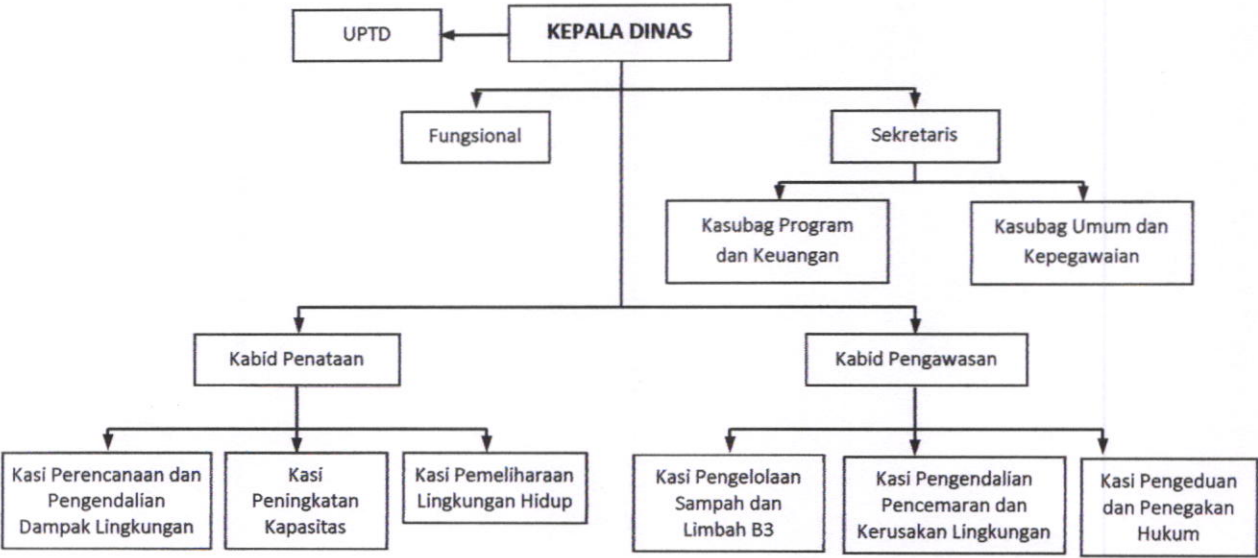 UPTD
KEPALA DINAS
Fungsional
Sekretaris
Kasubag Program
dan Keuangan
Kasubag Umum dan
Kepegawaian
Kabid Penataan
Kabid Pengawasan
Kasi Perencanaan dan
Pengendalian
Dampak Lingkungan
Kasi
Peningkatan
Kapasitas
Kasi Pemeliharaan
Lingkungan Hidup
Kasi Pengelolaan
Sampah dan
Limbah B3
Kasi Pengendalian
Pencemaran dan
Kerusakan Lingkungan
Kasi Pengeduan
dan Penegakan
Hukum